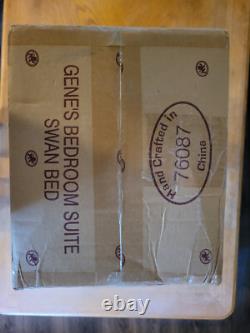 GENE'S BEDROOM SUITE
SWAN BED
Hand Crafted in
76087
China